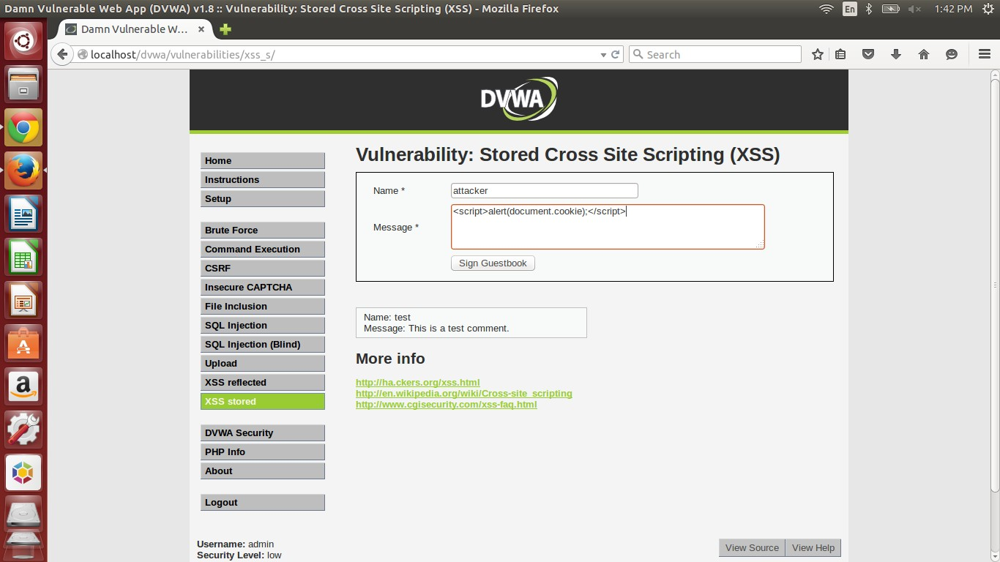 Damn Vulnerable Web App (DVWA) v1.8 :: Vulnerability: Stored Cross Site Scripting (XSS) - Mozilla Firefox
En
1:42 PM
Damn Vulnerable W...
localhost/dvwa/vulnerabilities/xss_s/
Search
DVWA
Home
Instructions
Setup
Brute Force
Command Execution
CSRF
Insecure CAPTCHA
File Inclusion
SQL Injection
SQL Injection (Blind)
Upload
XSS reflected
XSS stored
DVWA Security
PHP Info
About
Logout
Vulnerability: Stored Cross Site Scripting (XSS)
Name * attacker
Message * <script>alert(document.cookie);</script>
Sign Guestbook
Name: test
Message: This is a test comment.
More info
http://ha.ckers.org/xss.html
http://en.wikipedia.org/wiki/Cross-site_scripting
http://www.cgisecurity.com/xss-faq.html
Username: admin
Security Level: low
View Source
View Help